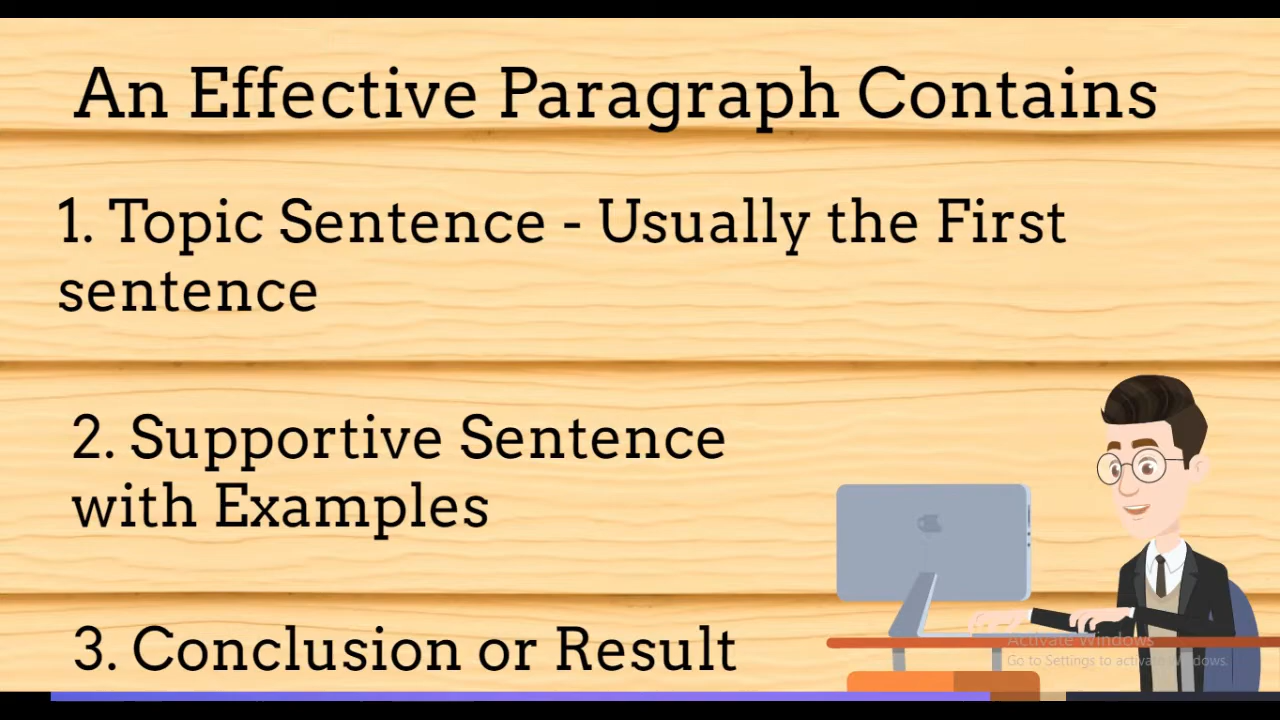 An Effective Paragraph Contains
1. Topic Sentence - Usually the First
sentence
2. Supportive Sentence
with Examples
3. Conclusion or Result
Activate Windows
Go to Settings to activate Windows.